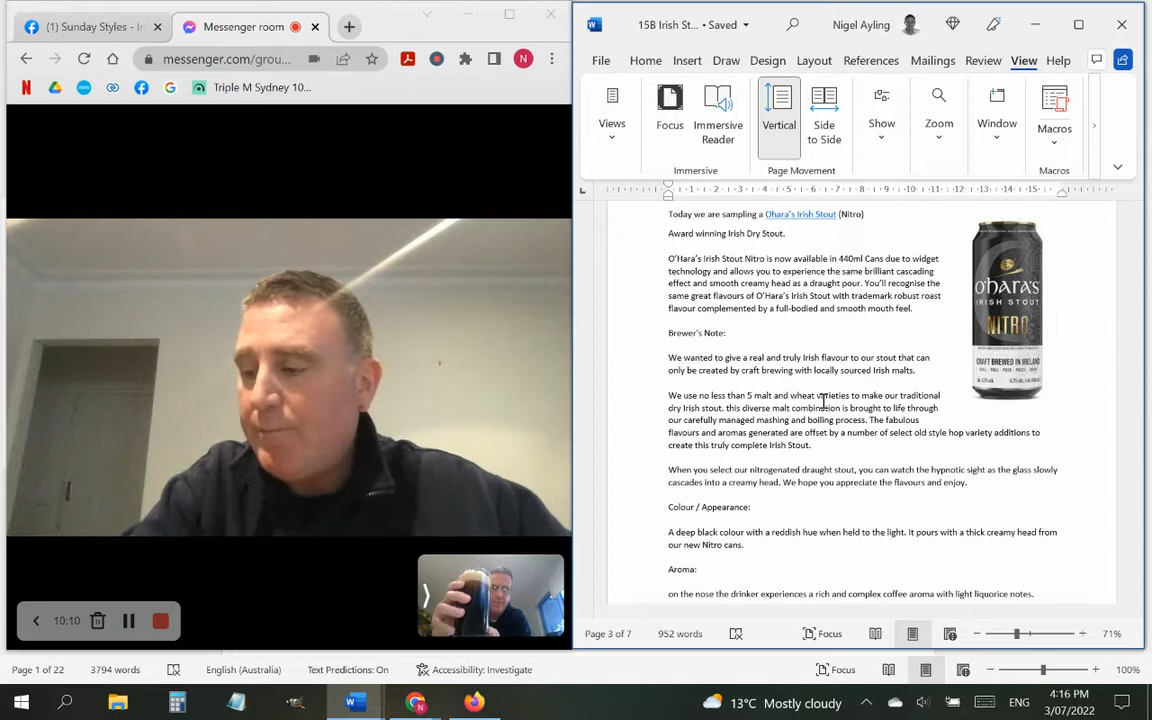 (1) Sunday Styles - Ir
Messenger room
messenger.com/grou...
Triple M Sydney 10...
10:10
15B Irish St... • Saved
Nigel Ayling
File Home Insert Draw Design Layout References Mailings Review View Help
Views
Focus
Immersive
Reader
Vertical
Side
to Side
Show
Zoom
Window
Macros
Immersive
Page Movement
Macros
1 2 3 4 5 6 7 8 9 10 11 12 13 14 15
Today we are sampling a Ohara's Irish Stout (Nitro)
Award winning Irish Dry Stout.
O'Hara's Irish Stout Nitro is now available in 440ml Cans due to widget
technology and allows you to experience the same brilliant cascading
effect and smooth creamy head as a draught pour. You'll recognise the
same great flavours of O'Hara's Irish Stout with trademark robust roast
flavour complemented by a full-bodied and smooth mouth feel.
Brewer's Note:
We wanted to give a real and truly Irish flavour to our stout that can
only be created by craft brewing with locally sourced Irish malts.
We use no less than 5 malt and wheat varieties to make our traditional
dry Irish stout. this diverse malt combination is brought to life through
our carefully managed mashing and boiling process. The fabulous
flavours and aromas generated are offset by a number of select old style hop variety additions to
create this truly complete Irish Stout.
When you select our nitrogenated draught stout, you can watch the hypnotic sight as the glass slowly
cascades into a creamy head. We hope you appreciate the flavours and enjoy.
Colour / Appearance:
A deep black colour with a reddish hue when held to the light. It pours with a thick creamy head from
our new Nitro cans.
Aroma:
on the nose the drinker experiences a rich and complex coffee aroma with light liquorice notes.
O'HARA'S
IRISH STOUT
NITRO
CRAFT BREWED IN IRELAND
Page 3 of 7 952 words Focus 71%
Page 1 of 22 3794 words English (Australia) Text Predictions: On Accessibility: Investigate Focus 100%
13°C Mostly cloudy
ENG
4:16 PM
3/07/2022